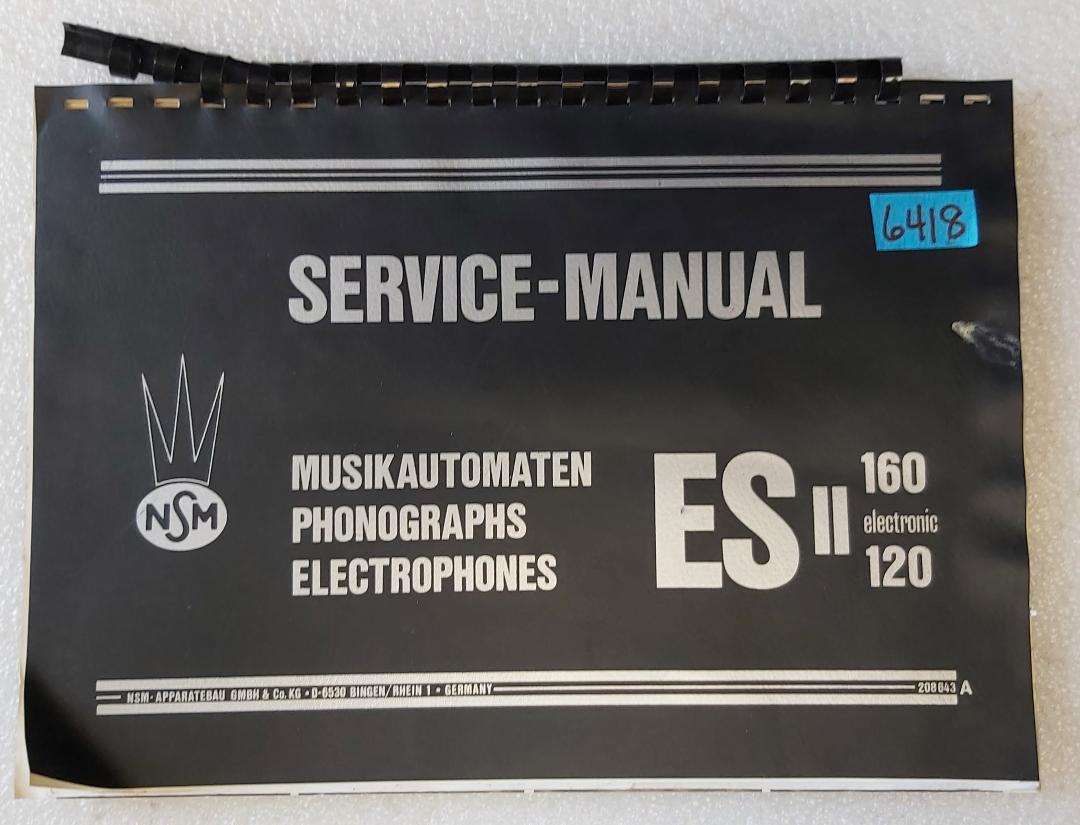 6418
SERVICE-MANUAL
NSM
MUSIKAUTOMATEN
PHONOGRAPHS
ELECTROPHONES
ES II
160
electronic
120
NSM-APPARATEBAU GMBH & Co. KG • D-6530 BINGEN/RHEIN 1 • GERMANY
208643 A